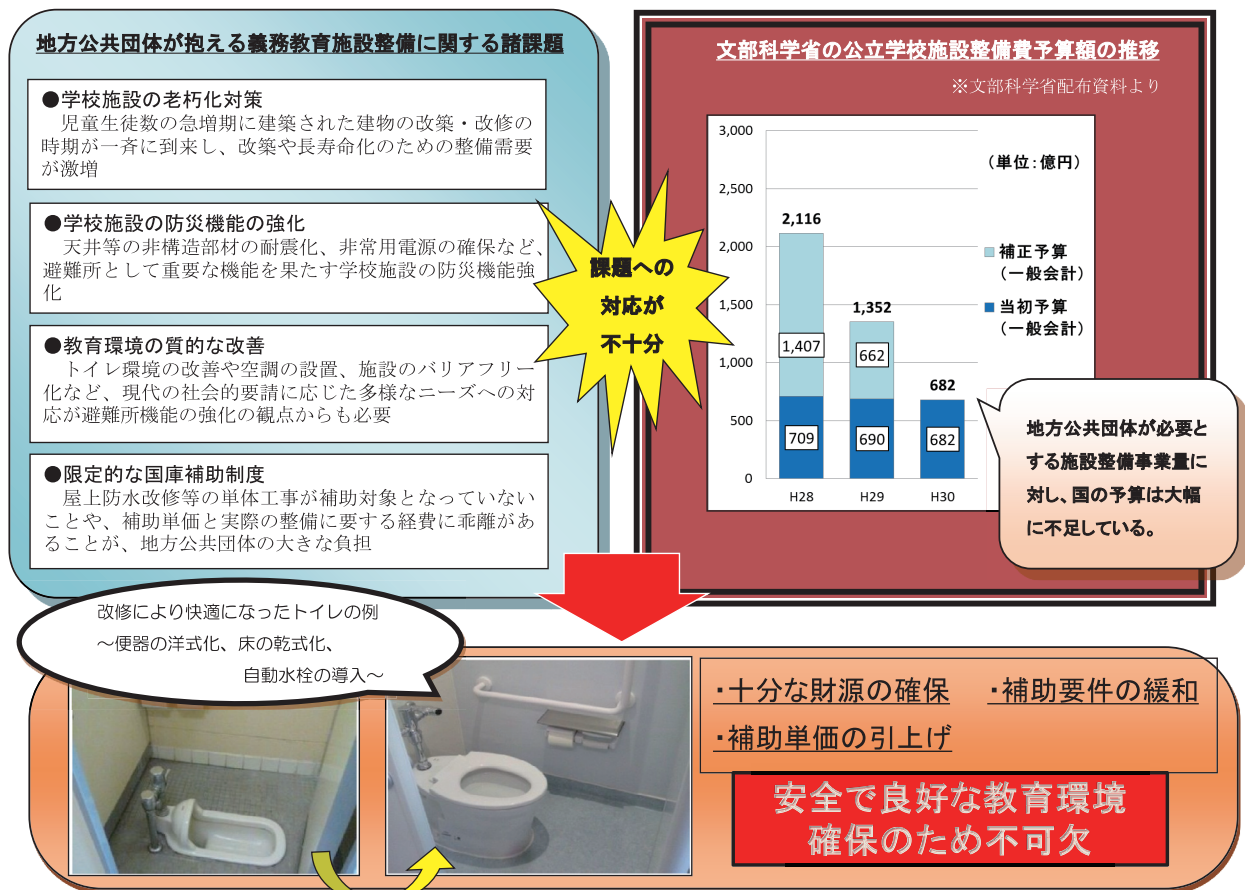 地方公共団体が抱える義務教育施設整備に関する諸課題
●学校施設の老朽化対策
児童生徒数の急増期に建築された建物の改築・改修の
時期が一斉に到来し、改築や長寿命化のための整備需要
が激増
●学校施設の防災機能の強化
天井等の非構造部材の耐震化、非常用電源の確保など、
避難所として重要な機能を果たす学校施設の防災機能強
化
●教育環境の質的な改善
トイレ環境の改善や空調の設置、施設のバリアフリー
化など、現代の社会的要請に応じた多様なニーズへの対
応が避難所機能の強化の観点からも必要
●限定的な国庫補助制度
屋上防水改修等の単体工事が補助対象となっていない
ことや、補助単価と実際の整備に要する経費に乖離があ
ることが、地方公共団体の大きな負担
課題への
対応が
不十分
文部科学省の公立学校施設整備費予算額の推移
※文部科学省配布資料より
(単位:億円)
3,000
2,500
2,000
1,500
1,000
500
0
2,116
1,407
709
1,352
662
690
682
682
H28
H29
H30
補正予算
(一般会計)
当初予算
(一般会計)
地方公共団体が必要と
する施設整備事業量に
対し、国の予算は大幅
に不足している。
改修により快適になったトイレの例
～便器の洋式化、床の乾式化、
自動水栓の導入～
・十分な財源の確保 ・補助要件の緩和
・補助単価の引上げ
安全で良好な教育環境
確保のため不可欠